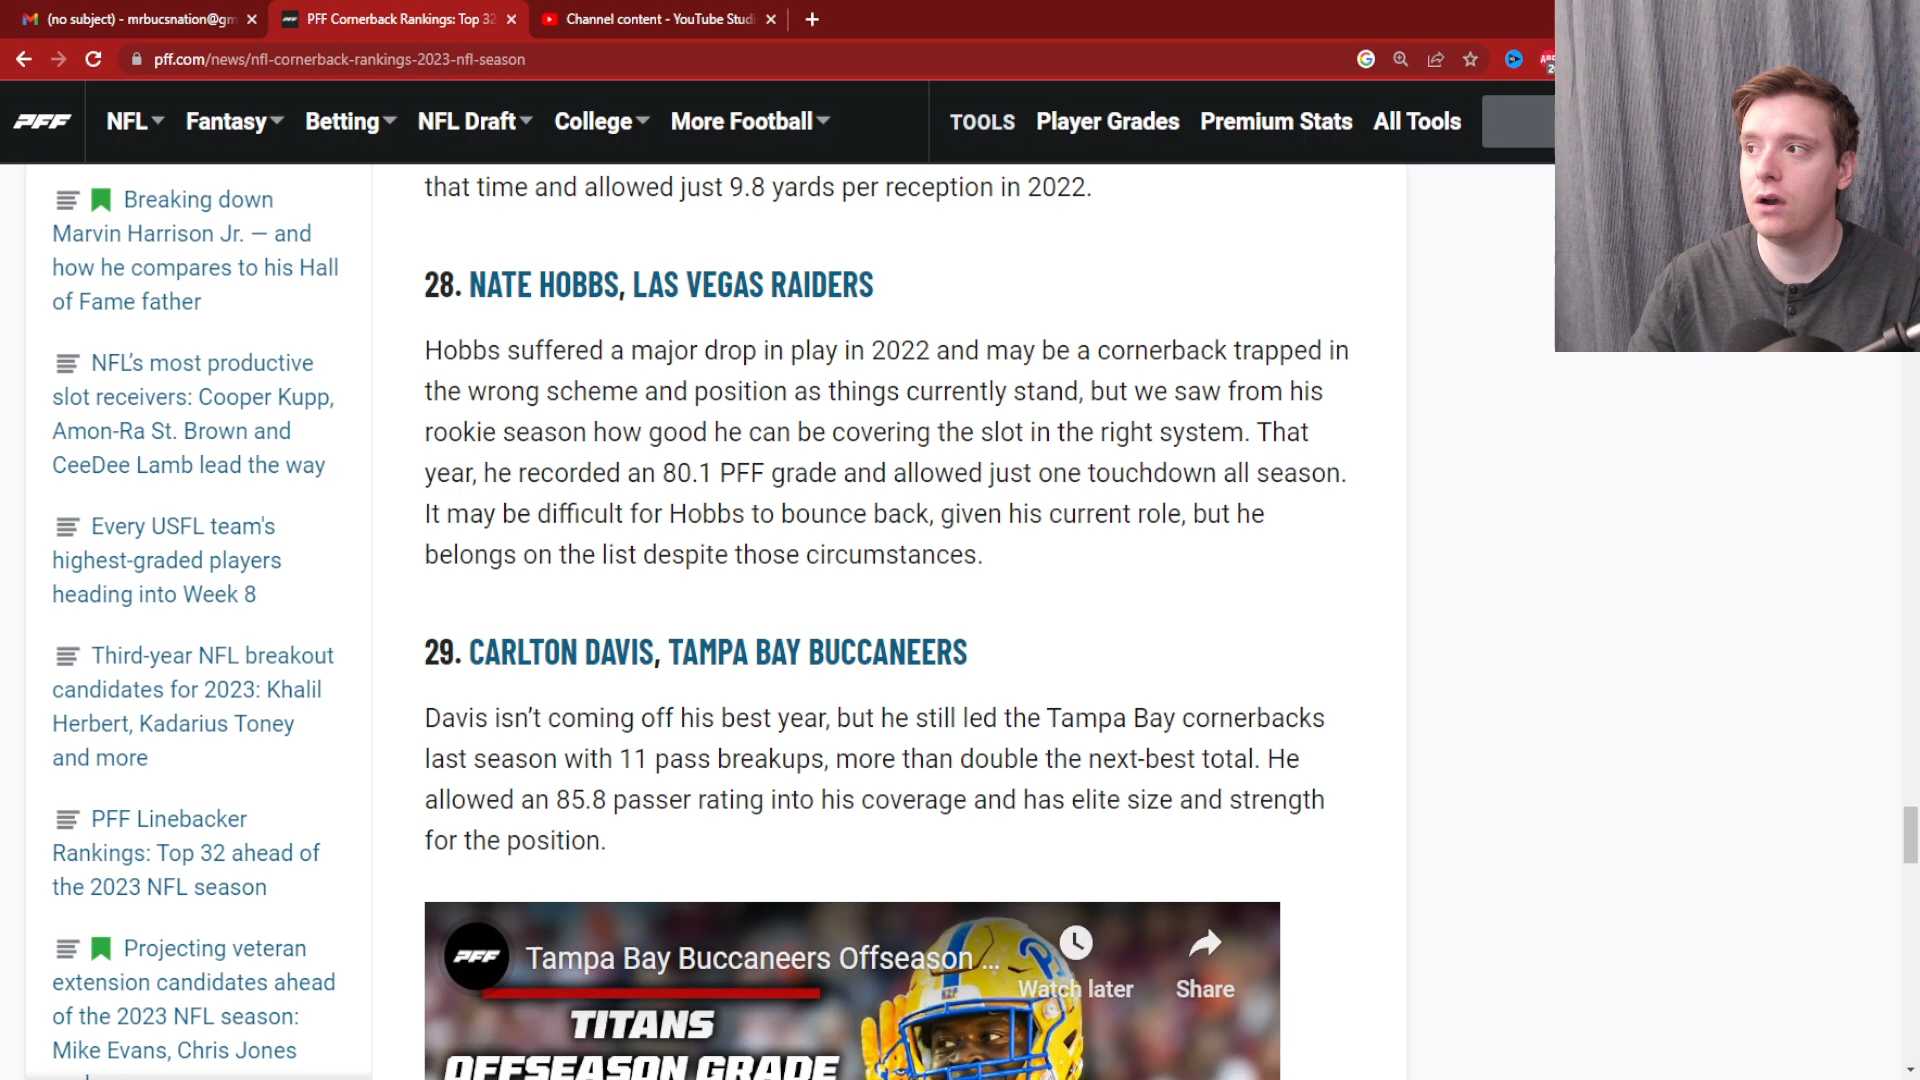 (no subject) - mrbucsnation@gm
PFF Cornerback Rankings: Top 32
Channel content - YouTube Studi
pff.com/news/nfl-cornerback-rankings-2023-nfl-season
PFF
NFL
Fantasy
Betting
NFL Draft
College
More Football
TOOLS
Player Grades
Premium Stats
All Tools
Breaking down
Marvin Harrison Jr. — and
how he compares to his Hall
of Fame father
NFL’s most productive
slot receivers: Cooper Kupp,
Amon-Ra St. Brown and
CeeDee Lamb lead the way
Every USFL team's
highest-graded players
heading into Week 8
Third-year NFL breakout
candidates for 2023: Khalil
Herbert, Kadarius Toney
and more
PFF Linebacker
Rankings: Top 32 ahead of
the 2023 NFL season
Projecting veteran
extension candidates ahead
of the 2023 NFL season:
Mike Evans, Chris Jones
that time and allowed just 9.8 yards per reception in 2022.
28. NATE HOBBS, LAS VEGAS RAIDERS
Hobbs suffered a major drop in play in 2022 and may be a cornerback trapped in
the wrong scheme and position as things currently stand, but we saw from his
rookie season how good he can be covering the slot in the right system. That
year, he recorded an 80.1 PFF grade and allowed just one touchdown all season.
It may be difficult for Hobbs to bounce back, given his current role, but he
belongs on the list despite those circumstances.
29. CARLTON DAVIS, TAMPA BAY BUCCANEERS
Davis isn’t coming off his best year, but he still led the Tampa Bay cornerbacks
last season with 11 pass breakups, more than double the next-best total. He
allowed an 85.8 passer rating into his coverage and has elite size and strength
for the position.
PFF
Tampa Bay Buccaneers Offseason ...
Watch later
Share
TITANS
OFFSEASON GRADE